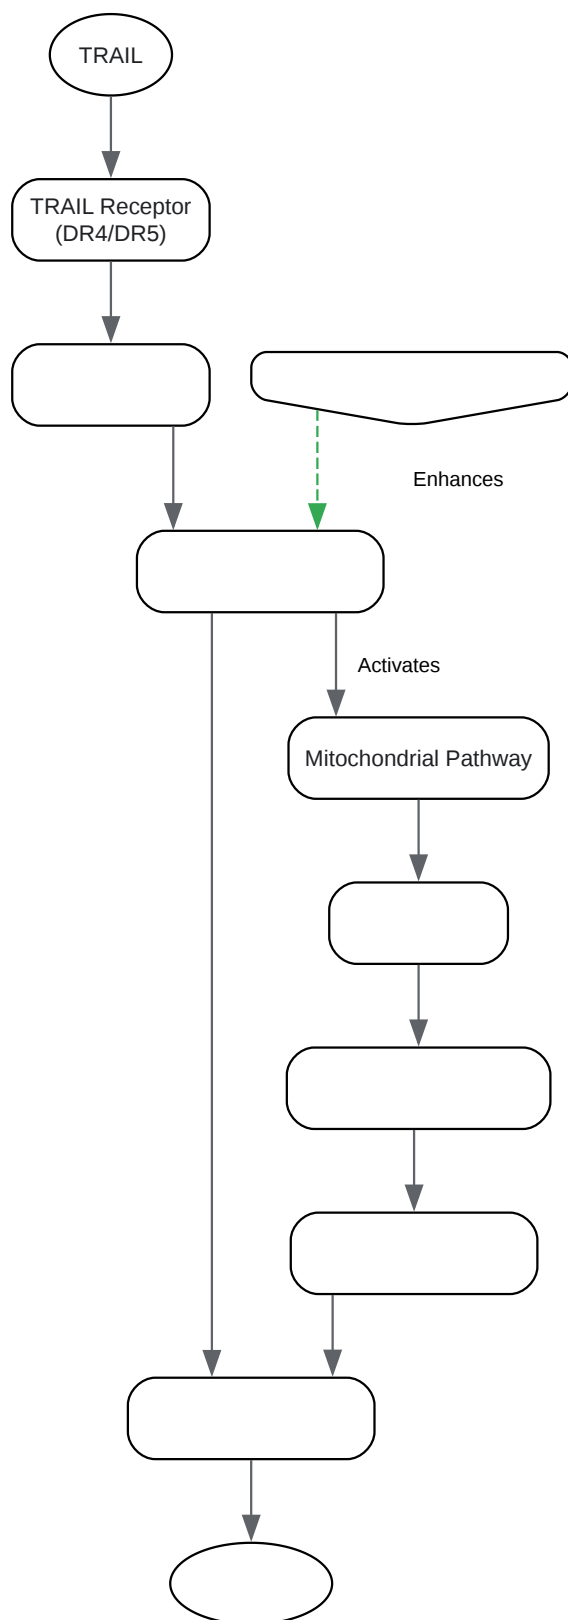 TRAIL
TRAIL Receptor
(DR4/DR5)
Enhances
Activates
Mitochondrial Pathway